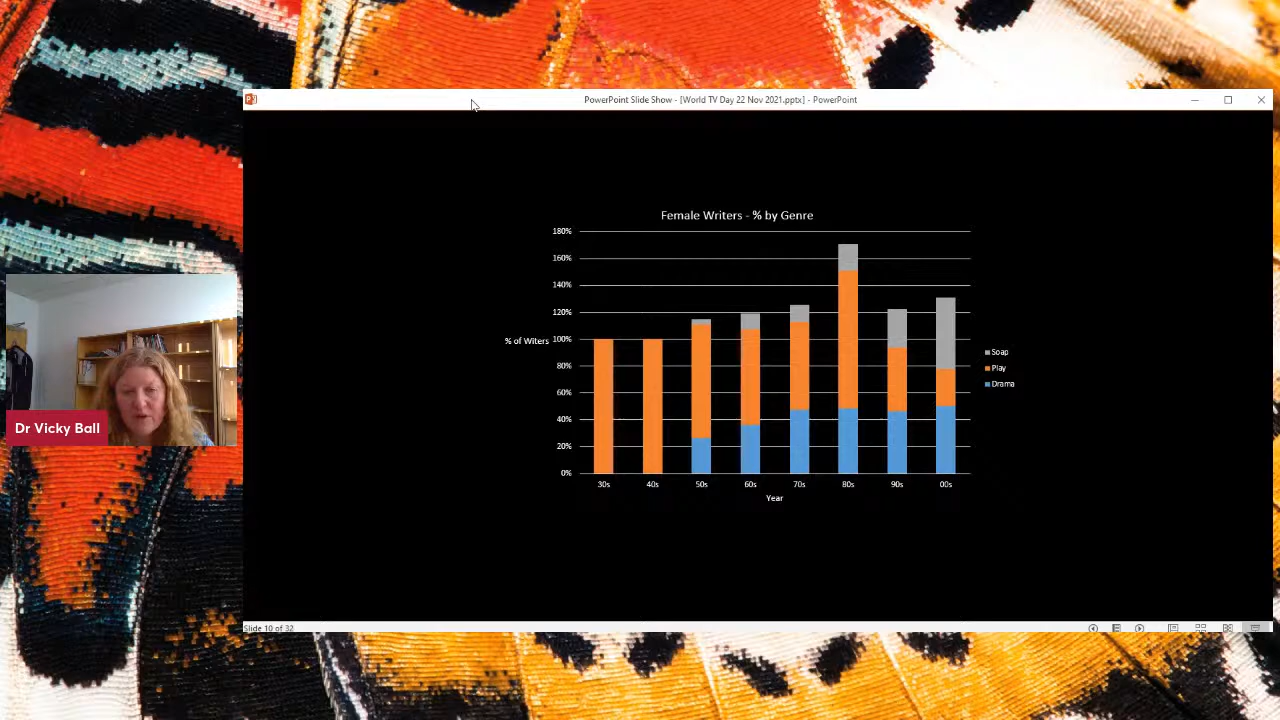 PowerPoint Slide Show - [World TV Day 22 Nov 2021.pptx] - PowerPoint
Female Writers - % by Genre
180%
160%
140%
120%
100%
80%
60%
40%
20%
0%
% of Witers
30s 40s 50s 60s 70s 80s 90s 00s
Year
Soap
Play
Drama
Dr Vicky Ball
Slide 10 of 32